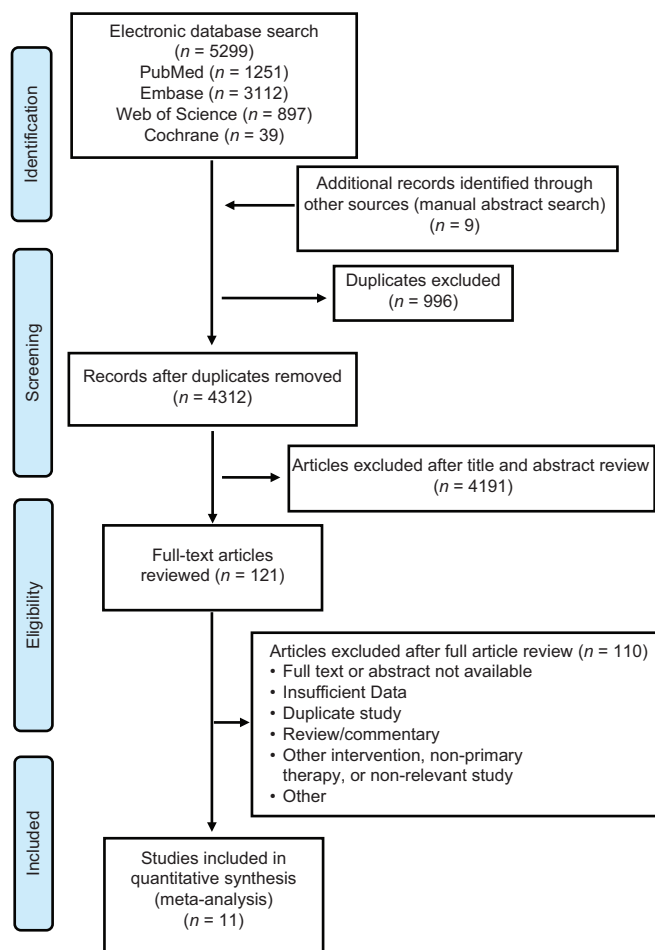 Identification
Electronic database search
(n = 5299)
PubMed (n = 1251)
Embase (n = 3112)
Web of Science (n = 897)
Cochrane (n = 39)
Additional records identified through
other sources (manual abstract search)
(n = 9)
Screening
Duplicates excluded
(n = 996)
Records after duplicates removed
(n = 4312)
Articles excluded after title and abstract review
(n = 4191)
Eligibility
Full-text articles
reviewed (n = 121)
Articles excluded after full article review (n = 110)
• Full text or abstract not available
• Insufficient Data
• Duplicate study
• Review/commentary
• Other intervention, non-primary
therapy, or non-relevant study
• Other
Included
Studies included in
quantitative synthesis
(meta-analysis)
(n = 11)